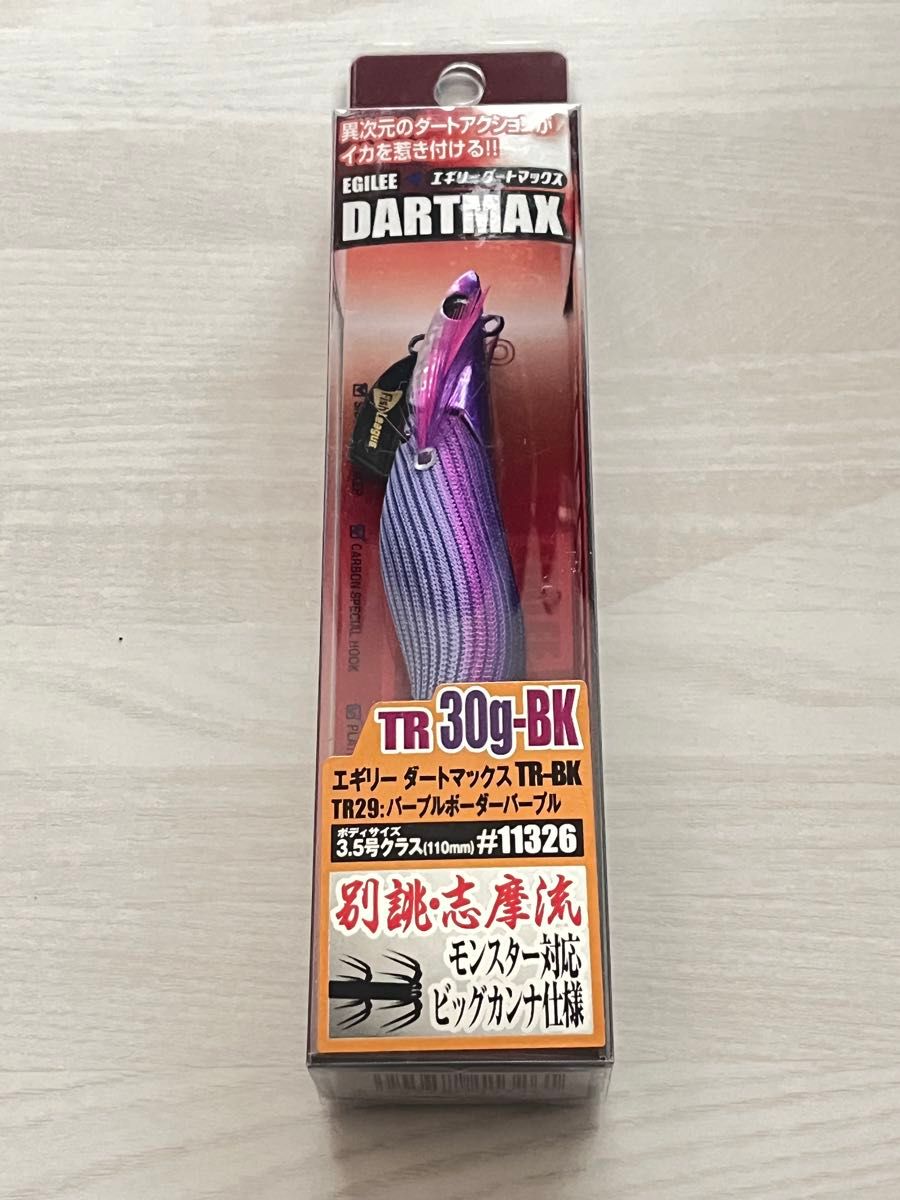 異次元のダートアクションが
イカを惹き付ける!!
EGILEE エギリーダートマックス
DARTMAX
Fish League
CARBON SPECIAL HOOK
TR 30g-BK
エギリー ダートマックス TR-BK
TR29:パープルボーダーパープル
ボディサイズ
3.5号クラス(110mm) #11326
別誂・志摩流
モンスター対応
ビッグカンナ仕様